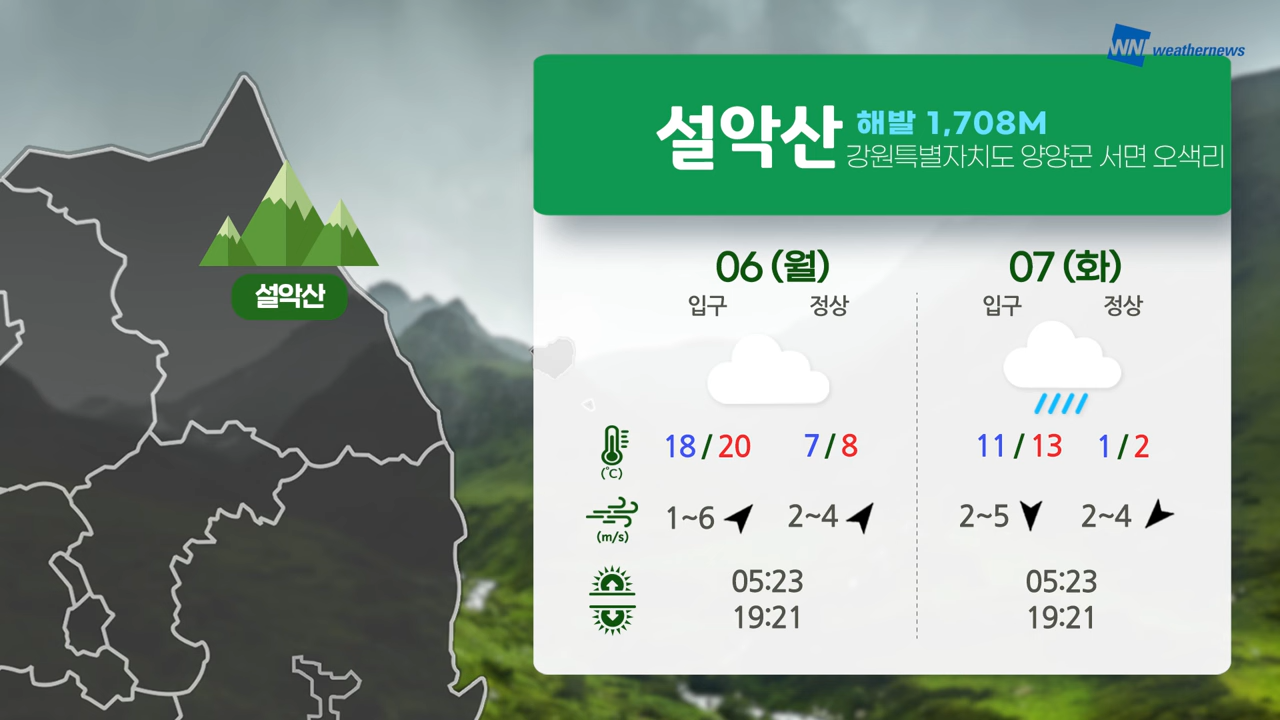 WNI weathernews
설악산 해발 1,708M
강원특별자치도 양양군 서면 오색리
설악산
06 (월) 07 (화)
입구 정상 입구 정상
(℃) 18/20 7/8 11/13 1/2
(m/s) 1~6 2~4 2~5 2~4
05:23 05:23
19:21 19:21